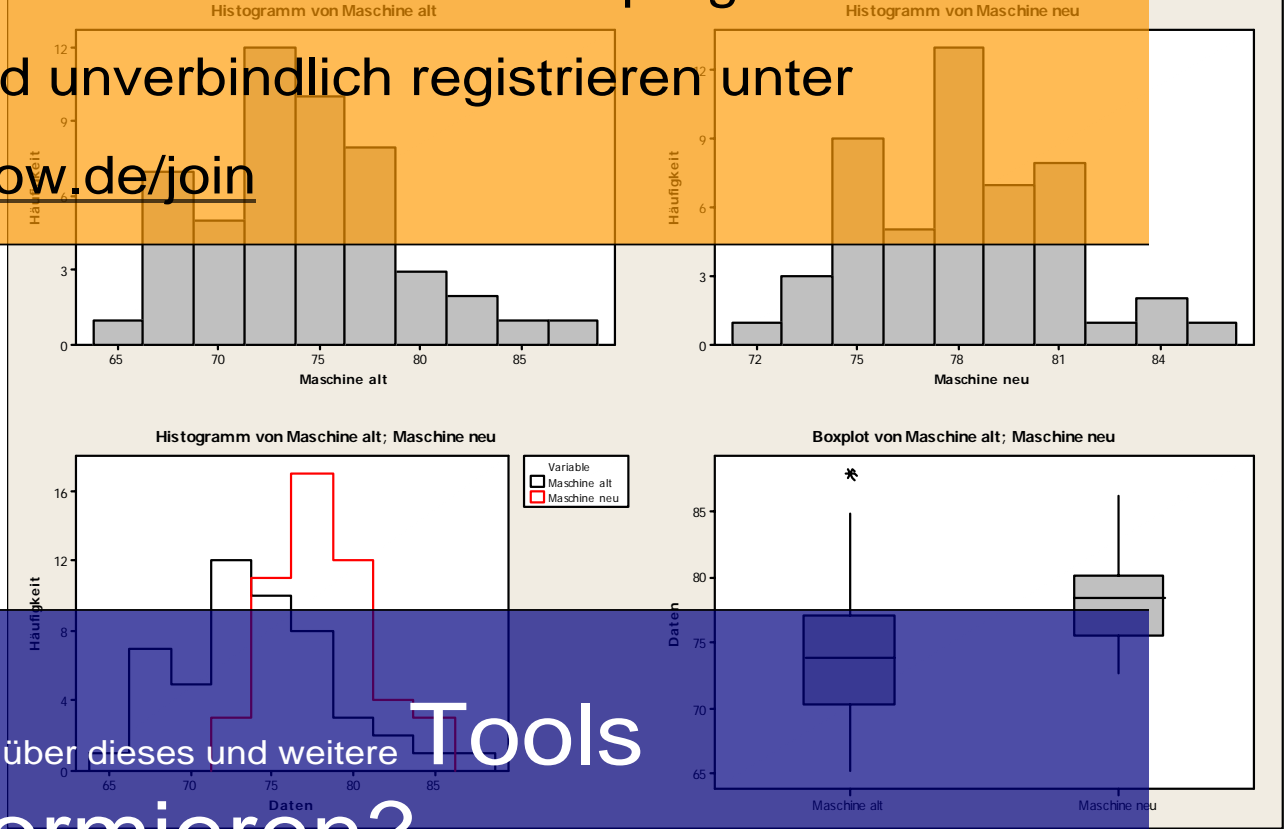 Histogramm von Maschine alt
Histogramm von Maschine neu
d unverbindlich registrieren unter
ow.de/join
Häufigkeit
12
9
6
3
0
65 70 75 80 85
Maschine alt
Häufigkeit
12
9
6
3
0
72 75 78 81 84
Maschine neu
Histogramm von Maschine alt; Maschine neu
Variable
Maschine alt
Maschine neu
Häufigkeit
16
12
8
4
0
65 70 75 80 85
Daten
Boxplot von Maschine alt; Maschine neu
Daten
85
80
75
70
65
Maschine alt Maschine neu
über dieses und weitere Tools
ormieren?